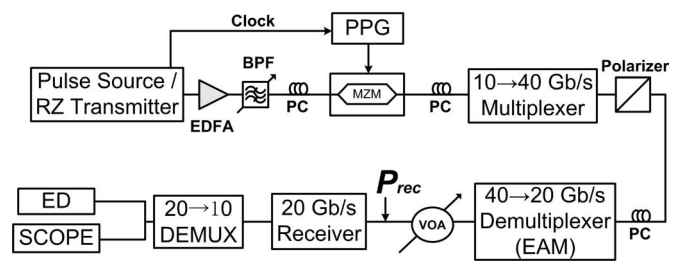 Clock
PPG
BPF
Polarizer
Pulse Source /
RZ Transmitter
EDFA
PC
MZM
PC
10→40 Gb/s
Multiplexer
ED
SCOPE
20→10
DEMUX
20 Gb/s
Receiver
Prec
VOA
40→20 Gb/s
Demultiplexer
(EAM)
PC